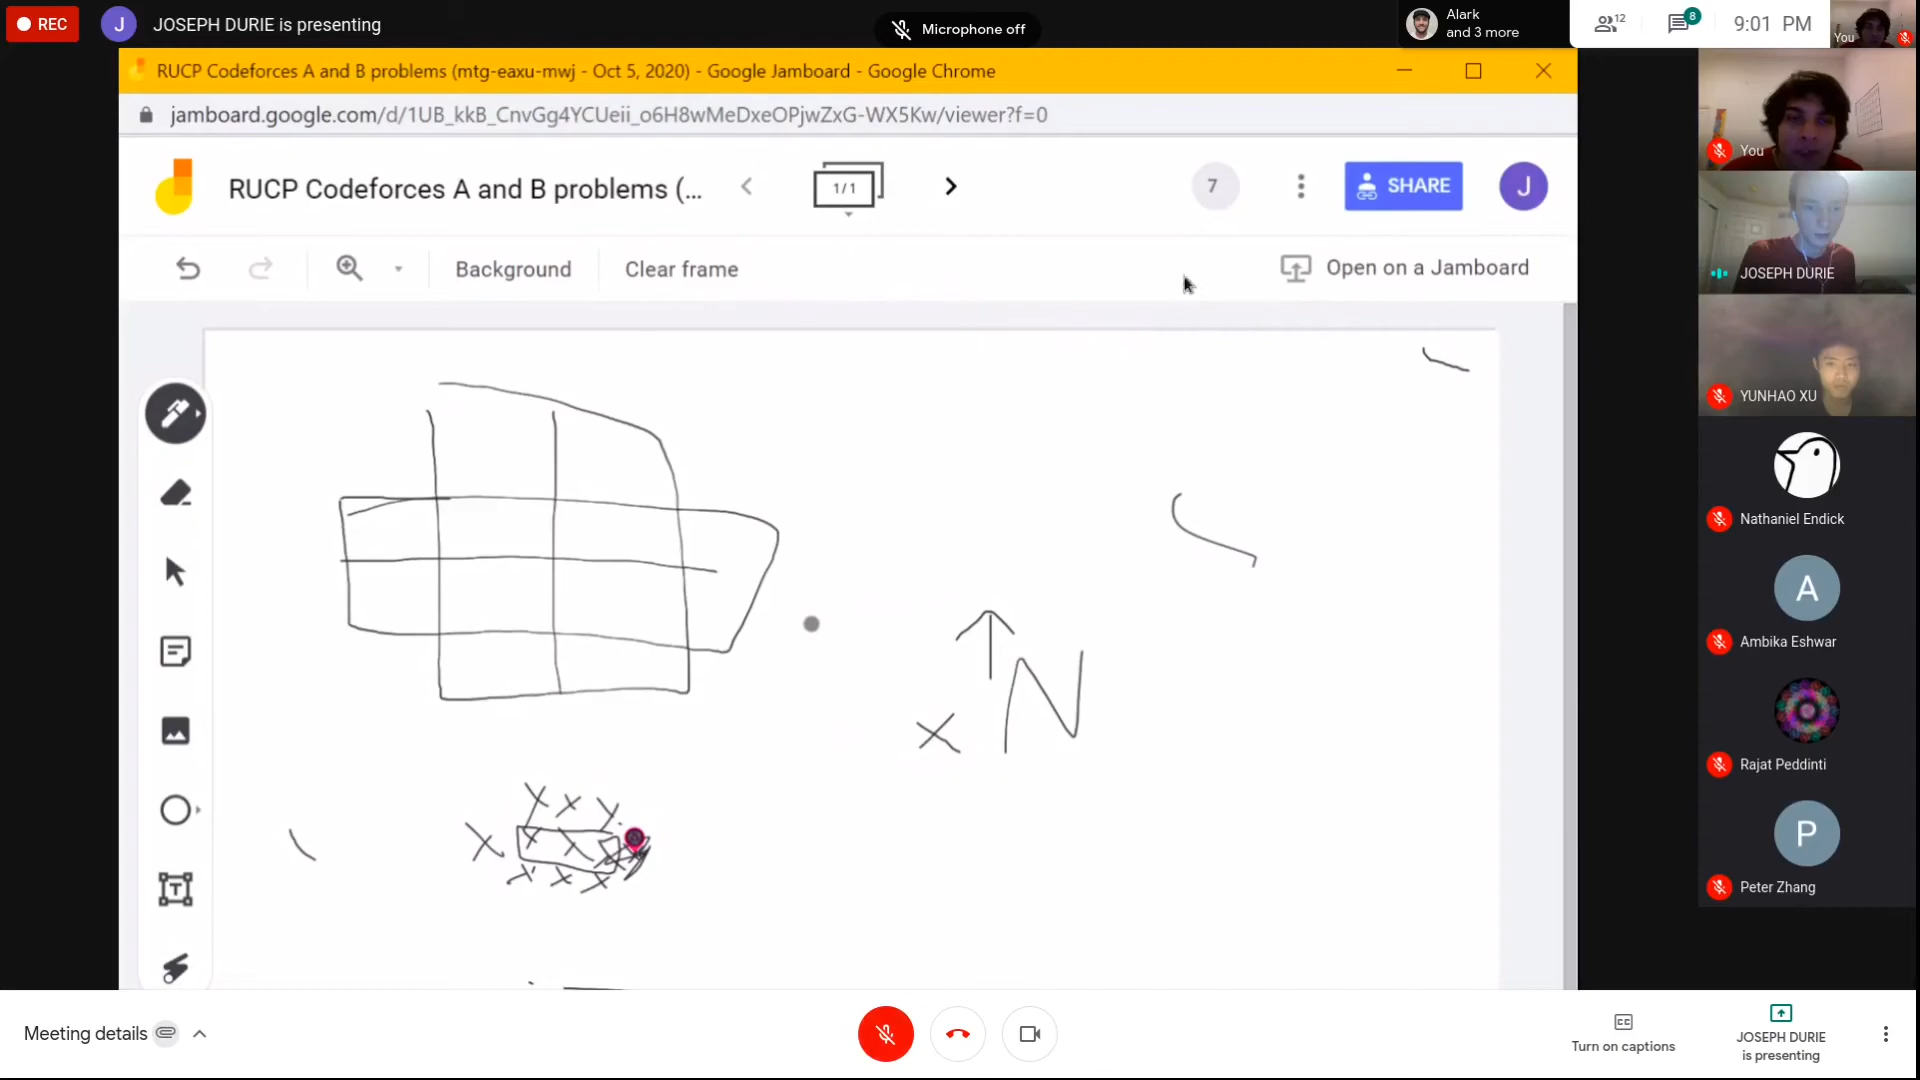 REC
J
JOSEPH DURIE is presenting
Microphone off
Alark
and 3 more
12
8
9:01 PM
You
RUCP Codeforces A and B problems (mtg-eaxu-mwj - Oct 5, 2020) - Google Jamboard - Google Chrome
jamboard.google.com/d/1UB_kkB_CnvGg4YCUeii_o6H8wMeDxeOPjwZxG-WX5Kw/viewer?f=0
RUCP Codeforces A and B problems (...
1/1
7
SHARE
J
Background
Clear frame
Open on a Jamboard
You
JOSEPH DURIE
YUNHAO XU
Nathaniel Endick
A
Ambika Eshwar
Rajat Peddinti
P
Peter Zhang
x N
X X X
X X X X
X X X
Meeting details
CC
Turn on captions
JOSEPH DURIE
is presenting